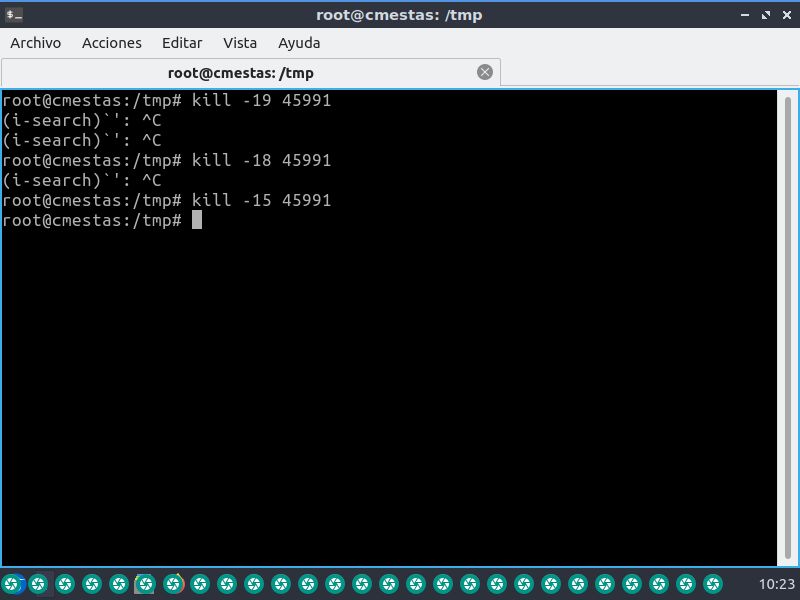 root@cmestas: /tmp
Archivo Acciones Editar Vista Ayuda
root@cmestas: /tmp
root@cmestas:/tmp# kill -19 45991
(i-search)`': ^C
(i-search)`': ^C
root@cmestas:/tmp# kill -18 45991
(i-search)`': ^C
root@cmestas:/tmp# kill -15 45991
root@cmestas:/tmp#
10:23